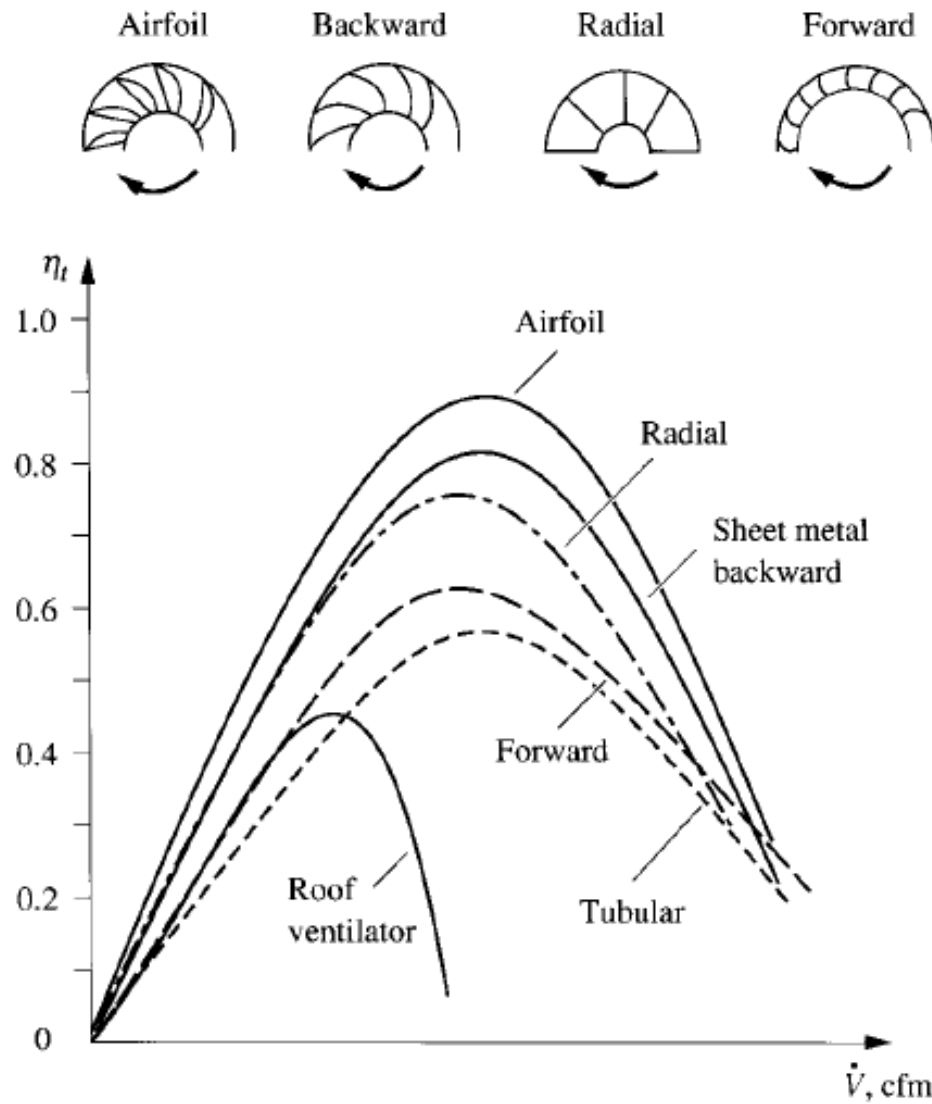 Airfoil Backward Radial Forward
ηt
1.0
Airfoil
Radial
0.8
Sheet metal
backward
0.6
Forward
0.4
Roof
ventilator
Tubular
0.2
0
V̇, cfm